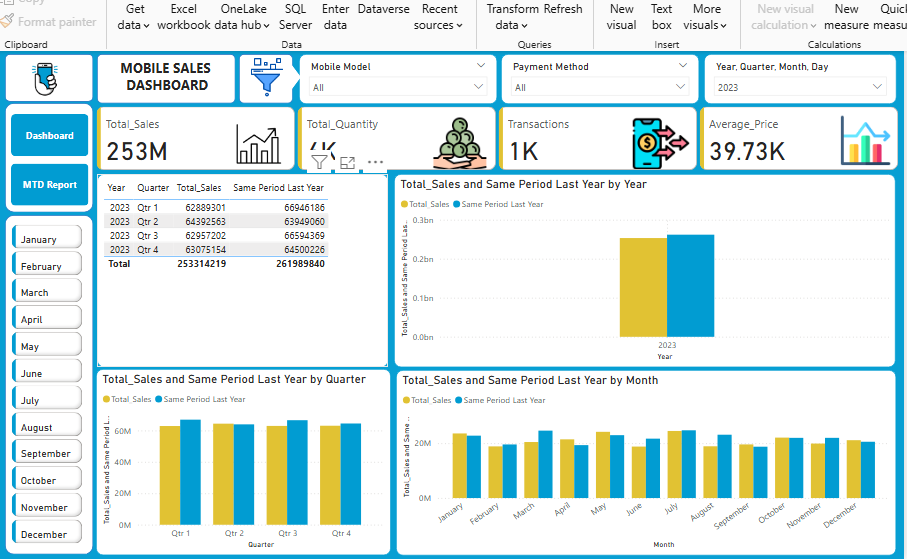 Copy
Format painter
Get data
Excel workbook
OneLake data hub
SQL Server
Enter data
Dataverse
Recent sources
Transform data
Refresh
New visual
Text box
More visuals
New visual calculation
New measure
Quick
Clipboard
Data
Queries
Insert
Calculations
MOBILE SALES
DASHBOARD
Mobile Model
All
Payment Method
All
Year, Quarter, Month, Day
2023
Dashboard
MTD Report
Total_Sales
253M
Total_Quantity
Transactions
1K
Average_Price
39.73K
January
February
March
April
May
June
July
August
September
October
November
December
Year Quarter Total_Sales Same Period Last Year
2023 Qtr 1 62889301 66946186
2023 Qtr 2 64392563 63949060
2023 Qtr 3 62957202 66594369
2023 Qtr 4 63075154 64500226
Total 253314219 261989840
Total_Sales and Same Period Last Year by Year
Total_Sales Same Period Last Year
Total_Sales and Same Period Las...
0.3bn
0.2bn
0.1bn
0.0bn
2023
Year
Total_Sales and Same Period Last Year by Quarter
Total_Sales Same Period Last Year
Total_Sales and Same Period L...
60M
40M
20M
0M
Qtr 1 Qtr 2 Qtr 3 Qtr 4
Quarter
Total_Sales and Same Period Last Year by Month
Total_Sales Same Period Last Year
Total_Sales and Same...
20M
0M
January February March April May June July August September October November December
Month